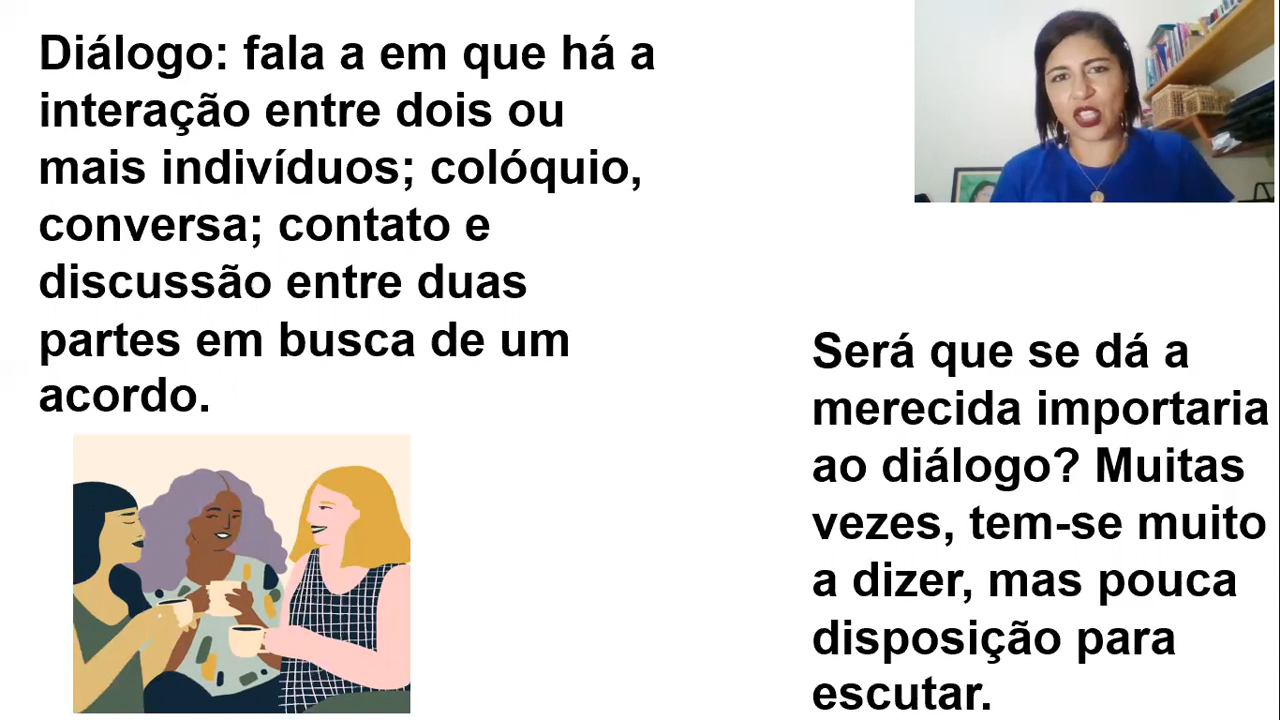 Diálogo: fala a em que há a
interação entre dois ou
mais indivíduos; colóquio,
conversa; contato e
discussão entre duas
partes em busca de um
acordo.
Será que se dá a
merecida importaria
ao diálogo? Muitas
vezes, tem-se muito
a dizer, mas pouca
disposição para
escutar.